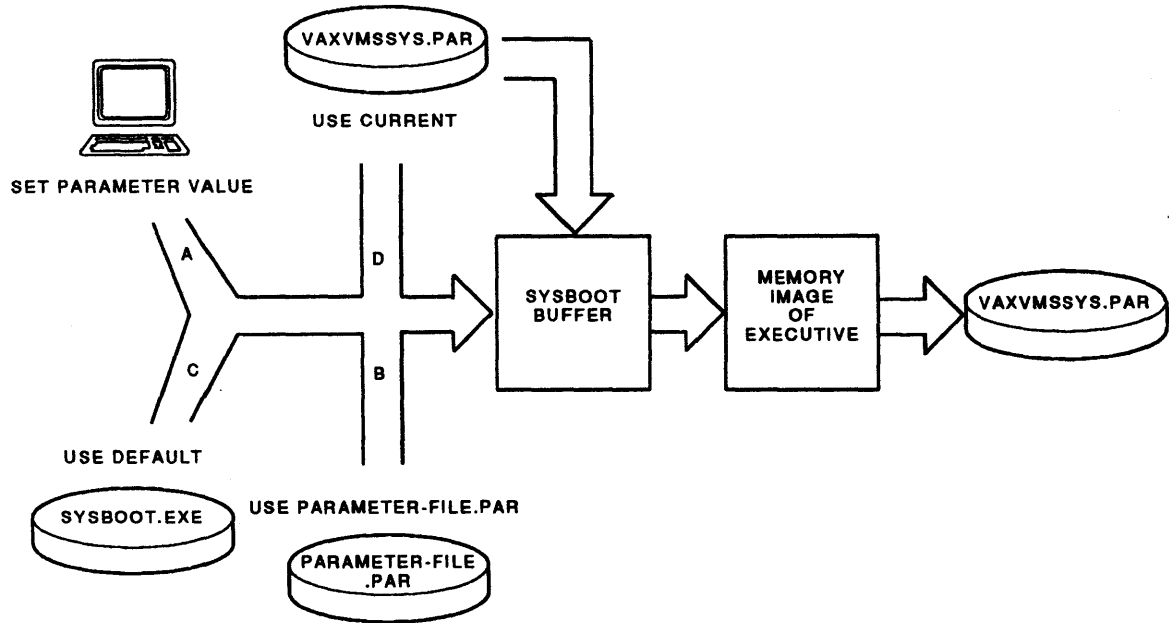 VAXVMSSYS.PAR
USE CURRENT
SET PARAMETER VALUE
A
D
SYSBOOT
BUFFER
MEMORY
IMAGE
OF
EXECUTIVE
VAXVMSSYS.PAR
C
B
USE DEFAULT
SYSBOOT.EXE
USE PARAMETER-FILE.PAR
PARAMETER-FILE
.PAR